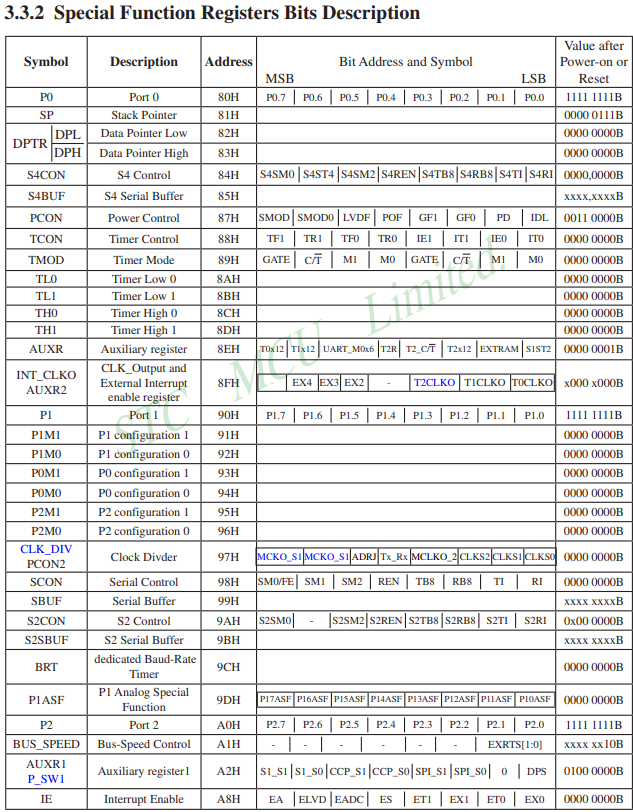 3.3.2 Special Function Registers Bits Description
Symbol Description Address Bit Address and Symbol MSB LSB Value after Power-on or Reset
P0 Port 0 80H P0.7 P0.6 P0.5 P0.4 P0.3 P0.2 P0.1 P0.0 1111 1111B
SP Stack Pointer 81H 0000 0111B
DPTR DPL Data Pointer Low 82H 0000 0000B
DPH Data Pointer High 83H 0000 0000B
S4CON S4 Control 84H S4SM0 S4ST4 S4SM2 S4REN S4TB8 S4RB8 S4TI S4RI 0000,0000B
S4BUF S4 Serial Buffer 85H xxxx,xxxxB
PCON Power Control 87H SMOD SMOD0 LVDF POF GF1 GF0 PD IDL 0011 0000B
TCON Timer Control 88H TF1 TR1 TF0 TR0 IE1 IT1 IE0 IT0 0000 0000B
TMOD Timer Mode 89H GATE C/T̅ M1 M0 GATE C/T̅ M1 M0 0000 0000B
TL0 Timer Low 0 8AH 0000 0000B
TL1 Timer Low 1 8BH 0000 0000B
TH0 Timer High 0 8CH 0000 0000B
TH1 Timer High 1 8DH 0000 0000B
AUXR Auxiliary register 8EH T0x12 T1x12 UART_M0x6 T2R T2_C/T̅ T2x12 EXTRAM S1ST2 0000 0001B
INT_CLKO AUXR2 CLK_Output and External Interrupt enable register 8FH EX4 EX3 EX2 - T2CLKO T1CLKO T0CLKO x000 x000B
P1 Port 1 90H P1.7 P1.6 P1.5 P1.4 P1.3 P1.2 P1.1 P1.0 1111 1111B
P1M1 P1 configuration 1 91H 0000 0000B
P1M0 P1 configuration 0 92H 0000 0000B
P0M1 P0 configuration 1 93H 0000 0000B
P0M0 P0 configuration 0 94H 0000 0000B
P2M1 P2 configuration 1 95H 0000 0000B
P2M0 P2 configuration 0 96H 0000 0000B
CLK_DIV PCON2 Clock Divder 97H MCKO_S1 MCKO_S1 ADRJ Tx_Rx MCLKO_2 CLKS2 CLKS1 CLKS0 0000 0000B
SCON Serial Control 98H SM0/FE SM1 SM2 REN TB8 RB8 TI RI 0000 0000B
SBUF Serial Buffer 99H xxxx xxxxB
S2CON S2 Control 9AH S2SM0 - S2SM2 S2REN S2TB8 S2RB8 S2TI S2RI 0x00 0000B
S2SBUF S2 Serial Buffer 9BH xxxx xxxxB
BRT dedicated Baud-Rate Timer 9CH 0000 0000B
P1ASF P1 Analog Special Function 9DH P17ASF P16ASF P15ASF P14ASF P13ASF P12ASF P11ASF P10ASF 0000 0000B
P2 Port 2 A0H P2.7 P2.6 P2.5 P2.4 P2.3 P2.2 P2.1 P2.0 1111 1111B
BUS_SPEED Bus-Speed Control A1H - - - - - - EXRTS[1:0] xxxx xx10B
AUXR1 P_SW1 Auxiliary register1 A2H S1_S1 S1_S0 CCP_S1 CCP_S0 SPI_S1 SPI_S0 0 DPS 0100 0000B
IE Interrupt Enable A8H EA ELVD EADC ES ET1 EX1 ET0 EX0 0000 0000B
STC MCU Limited.